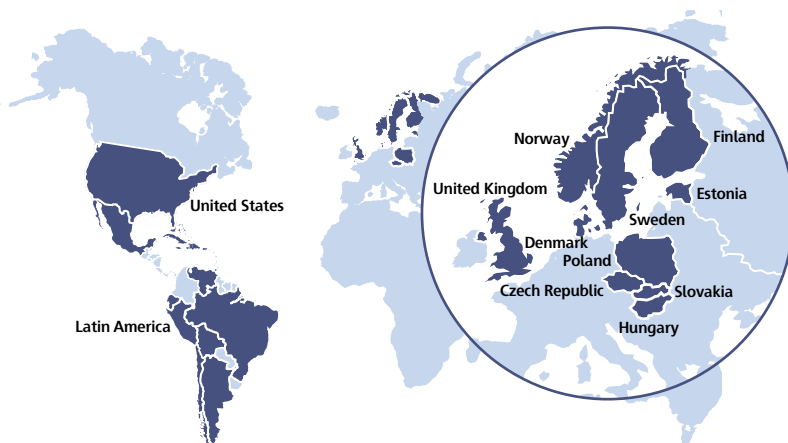 Norway
Finland
United Kingdom
Estonia
United States
Sweden
Denmark
Poland
Czech Republic
Slovakia
Latin America
Hungary